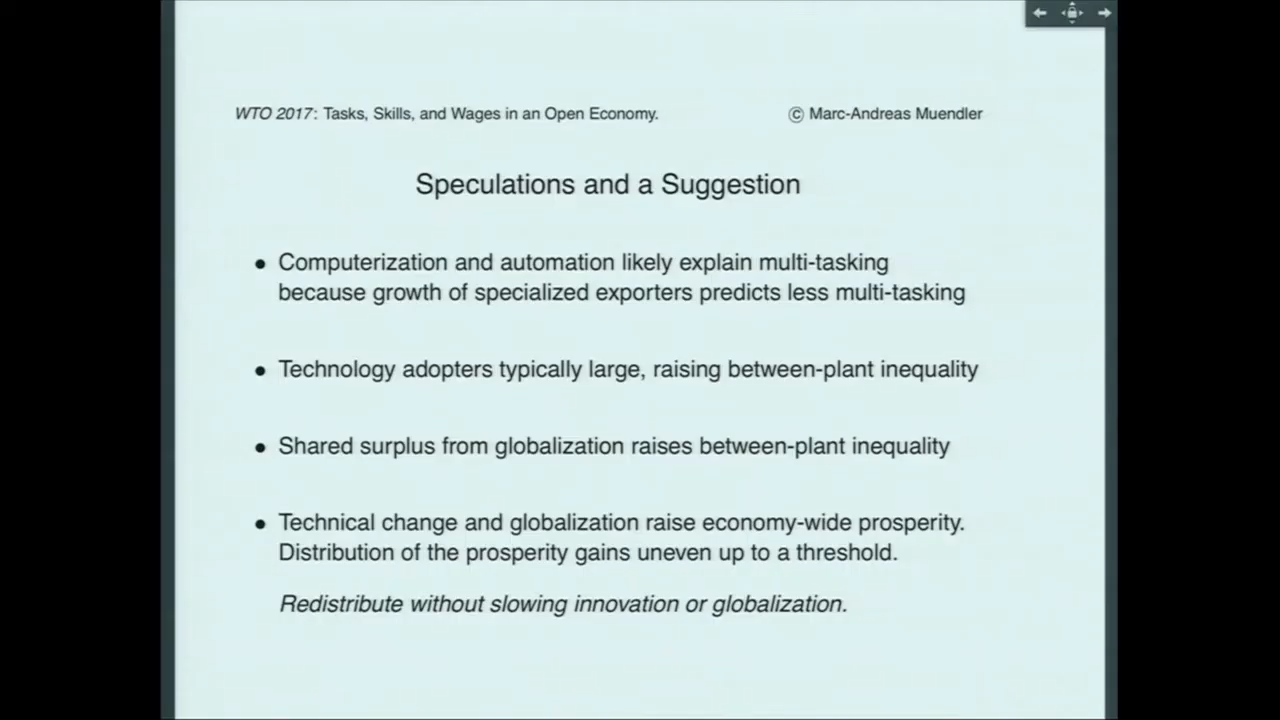 WTO 2017: Tasks, Skills, and Wages in an Open Economy. © Marc-Andreas Muendler
Speculations and a Suggestion
• Computerization and automation likely explain multi-tasking
because growth of specialized exporters predicts less multi-tasking
• Technology adopters typically large, raising between-plant inequality
• Shared surplus from globalization raises between-plant inequality
• Technical change and globalization raise economy-wide prosperity.
Distribution of the prosperity gains uneven up to a threshold.
Redistribute without slowing innovation or globalization.